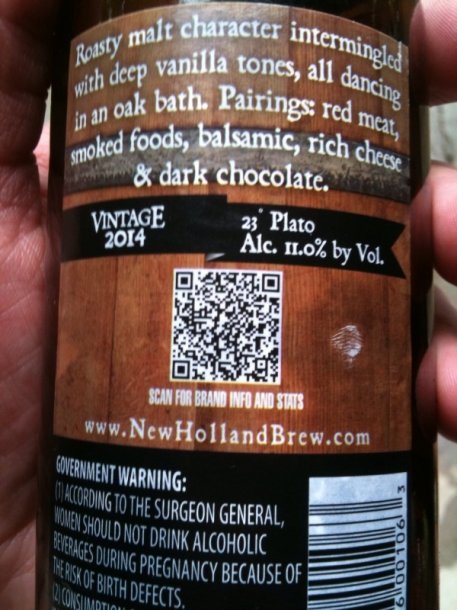 Roasty malt character intermingled
with deep vanilla tones, all dancing
in an oak bath. Pairings: red meat,
smoked foods, balsamic, rich cheese
& dark chocolate.
VINTAGE
2014
23° Plato
Alc. 11.0% by Vol.
SCAN FOR BRAND INFO AND STATS
www.NewHollandBrew.com
GOVERNMENT WARNING:
(1) ACCORDING TO THE SURGEON GENERAL,
WOMEN SHOULD NOT DRINK ALCOHOLIC
BEVERAGES DURING PREGNANCY BECAUSE OF
THE RISK OF BIRTH DEFECTS.
(2) CONSUMPTION